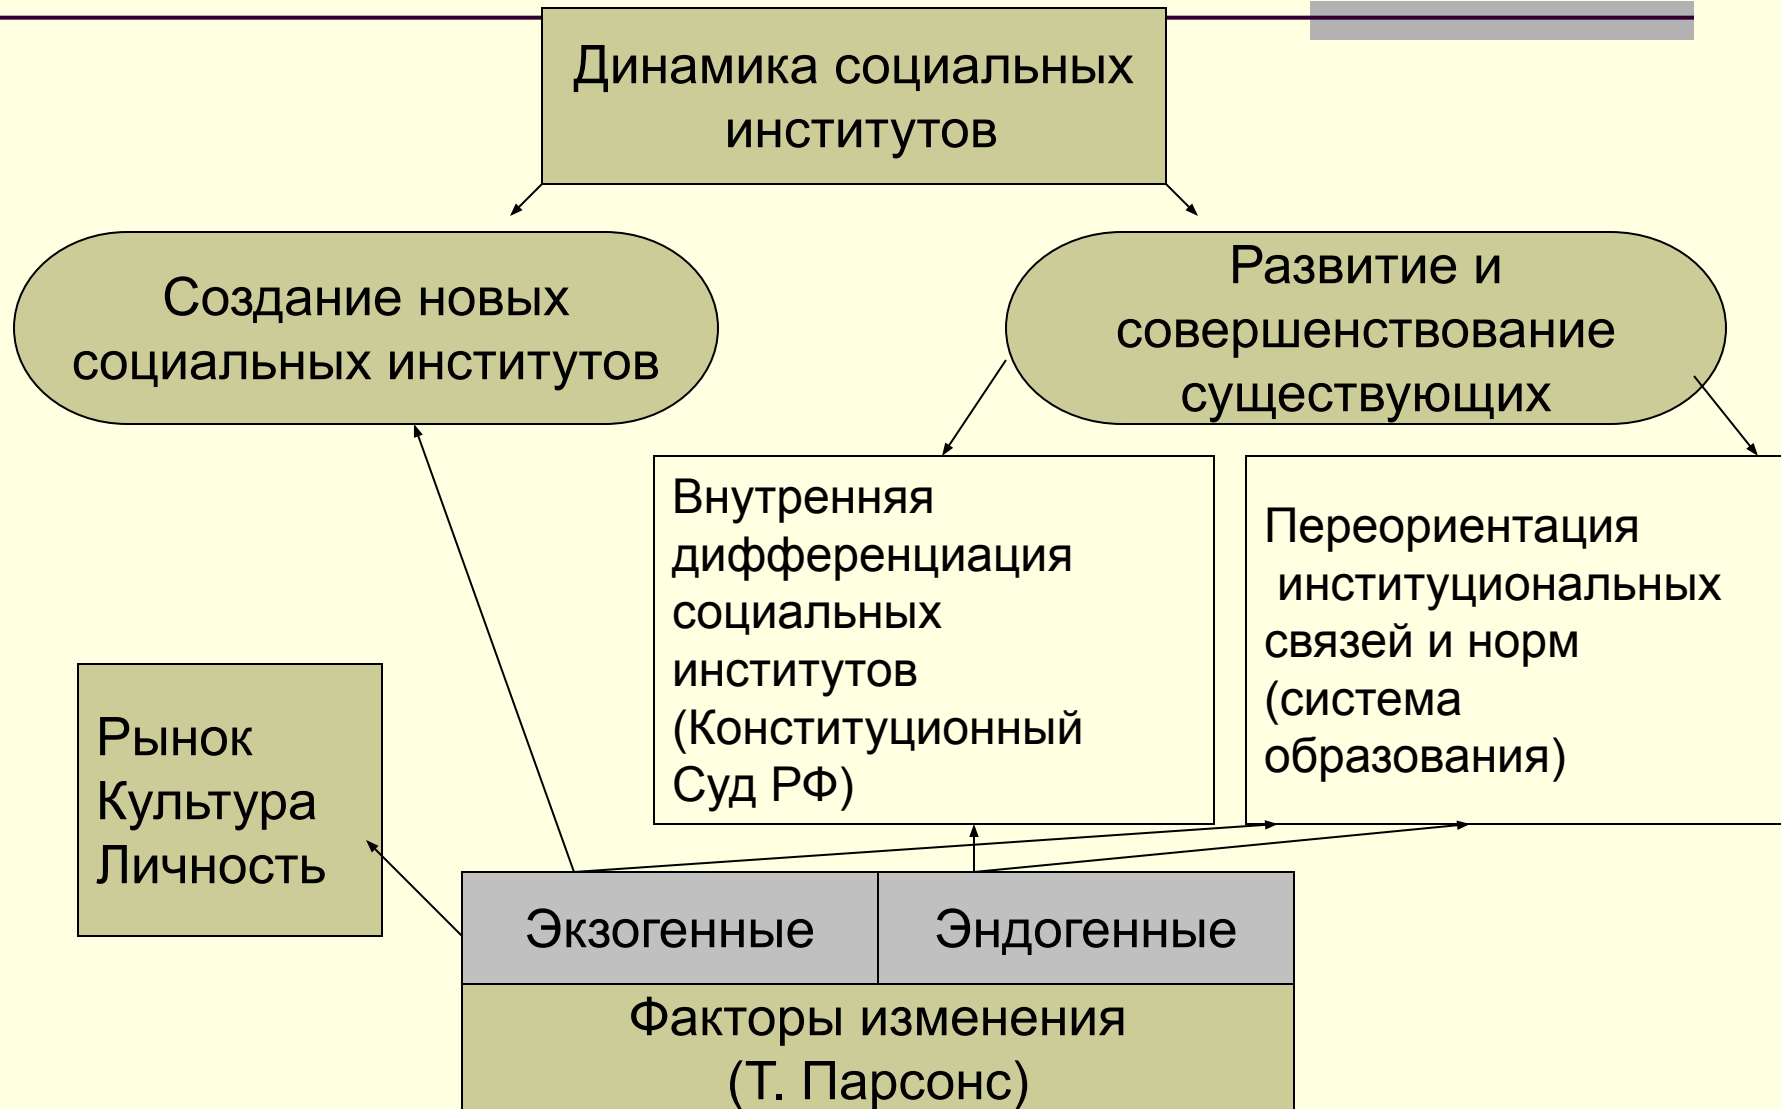 Динамика социальных
институтов
Создание новых
социальных институтов
Развитие и
совершенствование
существующих
Внутренняя
дифференциация
социальных
институтов
(Конституционный
Суд РФ)
Переориентация
институциональных
связей и норм
(система
образования)
Рынок
Культура
Личность
Экзогенные
Эндогенные
Факторы изменения
(Т. Парсонс)